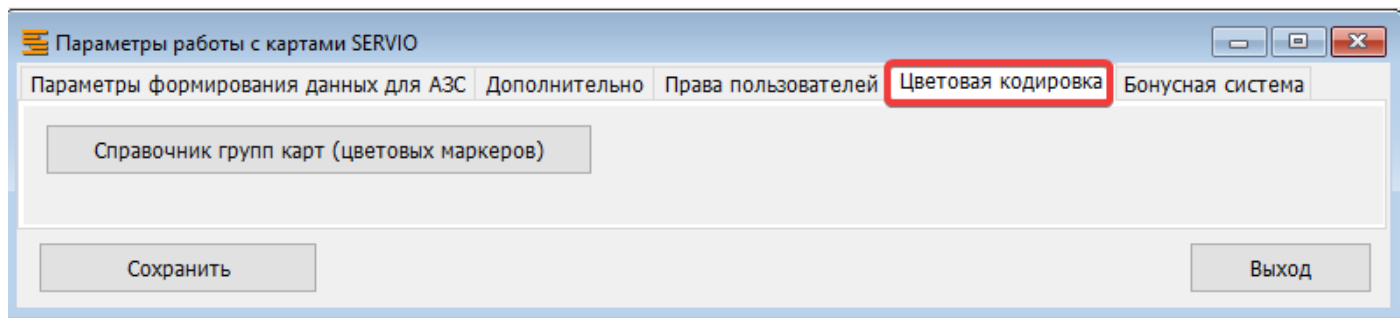 Параметры работы с картами SERVIO
Параметры формирования данных для АЗС Дополнительно Права пользователей Цветовая кодировка Бонусная система
Справочник групп карт (цветовых маркеров)
Сохранить Выход